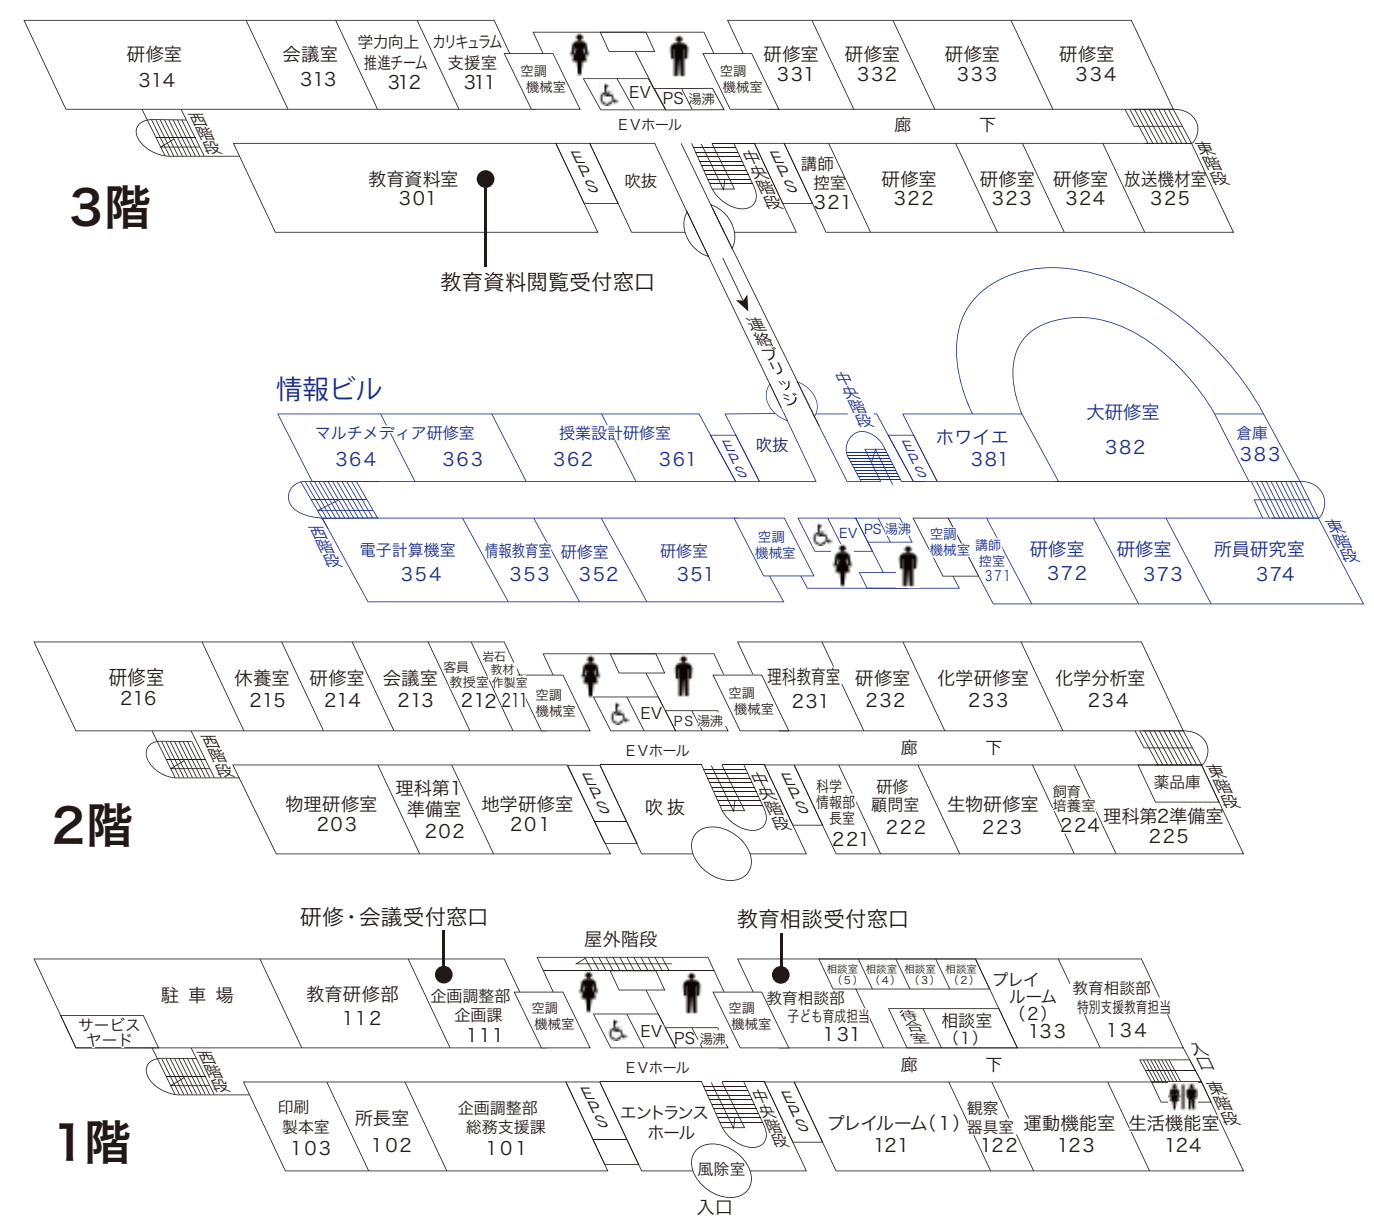 3階
研修室
314
会議室
313
学力向上
推進チーム
312
カリキュラム
支援室
311
空調
機械室
EV
PS
湯沸
空調
機械室
研修室
331
研修室
332
研修室
333
研修室
334
西階段
EVホール
廊下
東階段
教育資料室
301
EPS
吹抜
中央階段
EPS
講師
控室
321
研修室
322
研修室
323
研修室
324
放送機材室
325
教育資料閲覧受付窓口
連絡ブリッジ
情報ビル
マルチメディア研修室
364
363
授業設計研修室
362
361
EPS
吹抜
中央階段
EPS
ホワイエ
381
大研修室
382
倉庫
383
西階段
東階段
電子計算機室
354
情報教育室
353
研修室
352
研修室
351
空調
機械室
EV
PS
湯沸
空調
機械室
講師
控室
371
研修室
372
研修室
373
所員研究室
374
2階
研修室
216
休養室
215
研修室
214
会議室
213
客員
教授室
212
岩石
教材
作製室
211
空調
機械室
EV
PS
湯沸
空調
機械室
理科教育室
231
研修室
232
化学研修室
233
化学分析室
234
西階段
EVホール
廊下
東階段
物理研修室
203
理科第1
準備室
202
地学研修室
201
EPS
吹抜
中央階段
EPS
科学
情報部
長室
221
研修
顧問室
222
生物研修室
223
飼育
培養室
224
薬品庫
理科第2準備室
225
1階
研修・会議受付窓口
屋外階段
教育相談受付窓口
駐車場
サービス
ヤード
教育研修部
112
企画調整部
企画課
111
空調
機械室
EV
PS
湯沸
空調
機械室
教育相談部
子ども育成担当
131
相談室
(5)
相談室
(4)
相談室
(3)
相談室
(2)
待合室
相談室
(1)
プレイ
ルーム
(2)
133
教育相談部
特別支援教育担当
134
入口
西階段
EVホール
廊下
東階段
印刷
製本室
103
所長室
102
企画調整部
総務支援課
101
EPS
エントランス
ホール
中央階段
EPS
風除室
入口
プレイルーム(1)
121
観察
器具室
122
運動機能室
123
生活機能室
124